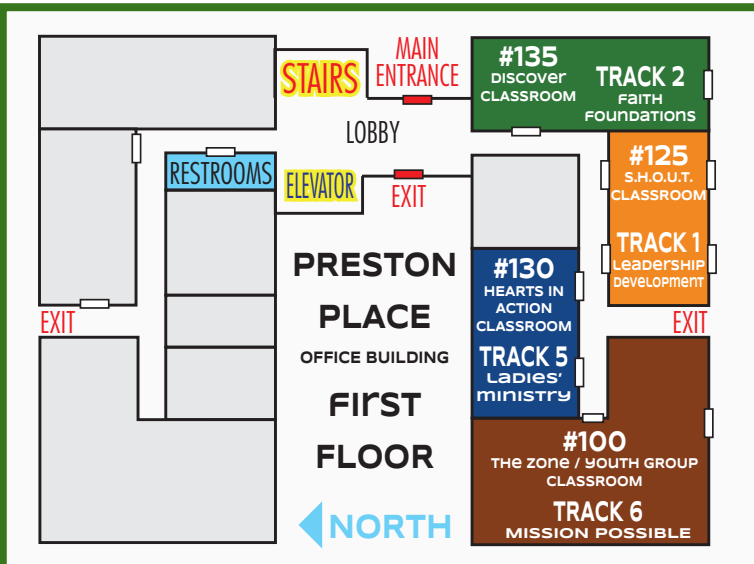 STAIRS
MAIN
ENTRANCE
LOBBY
#135
DISCOVER
CLASSROOM
TRACK 2
FAITH
FOUNDATIONS
RESTROOMS
ELEVATOR
EXIT
#125
S.H.O.U.T.
CLASSROOM
TRACK 1
LEADERSHIP
DEVELOPMENT
PRESTON
PLACE
OFFICE BUILDING
FIRST
FLOOR
#130
HEARTS IN
ACTION
CLASSROOM
TRACK 5
LADIES'
MINISTRY
EXIT
EXIT
#100
THE ZONE / YOUTH GROUP
CLASSROOM
TRACK 6
MISSION POSSIBLE
NORTH